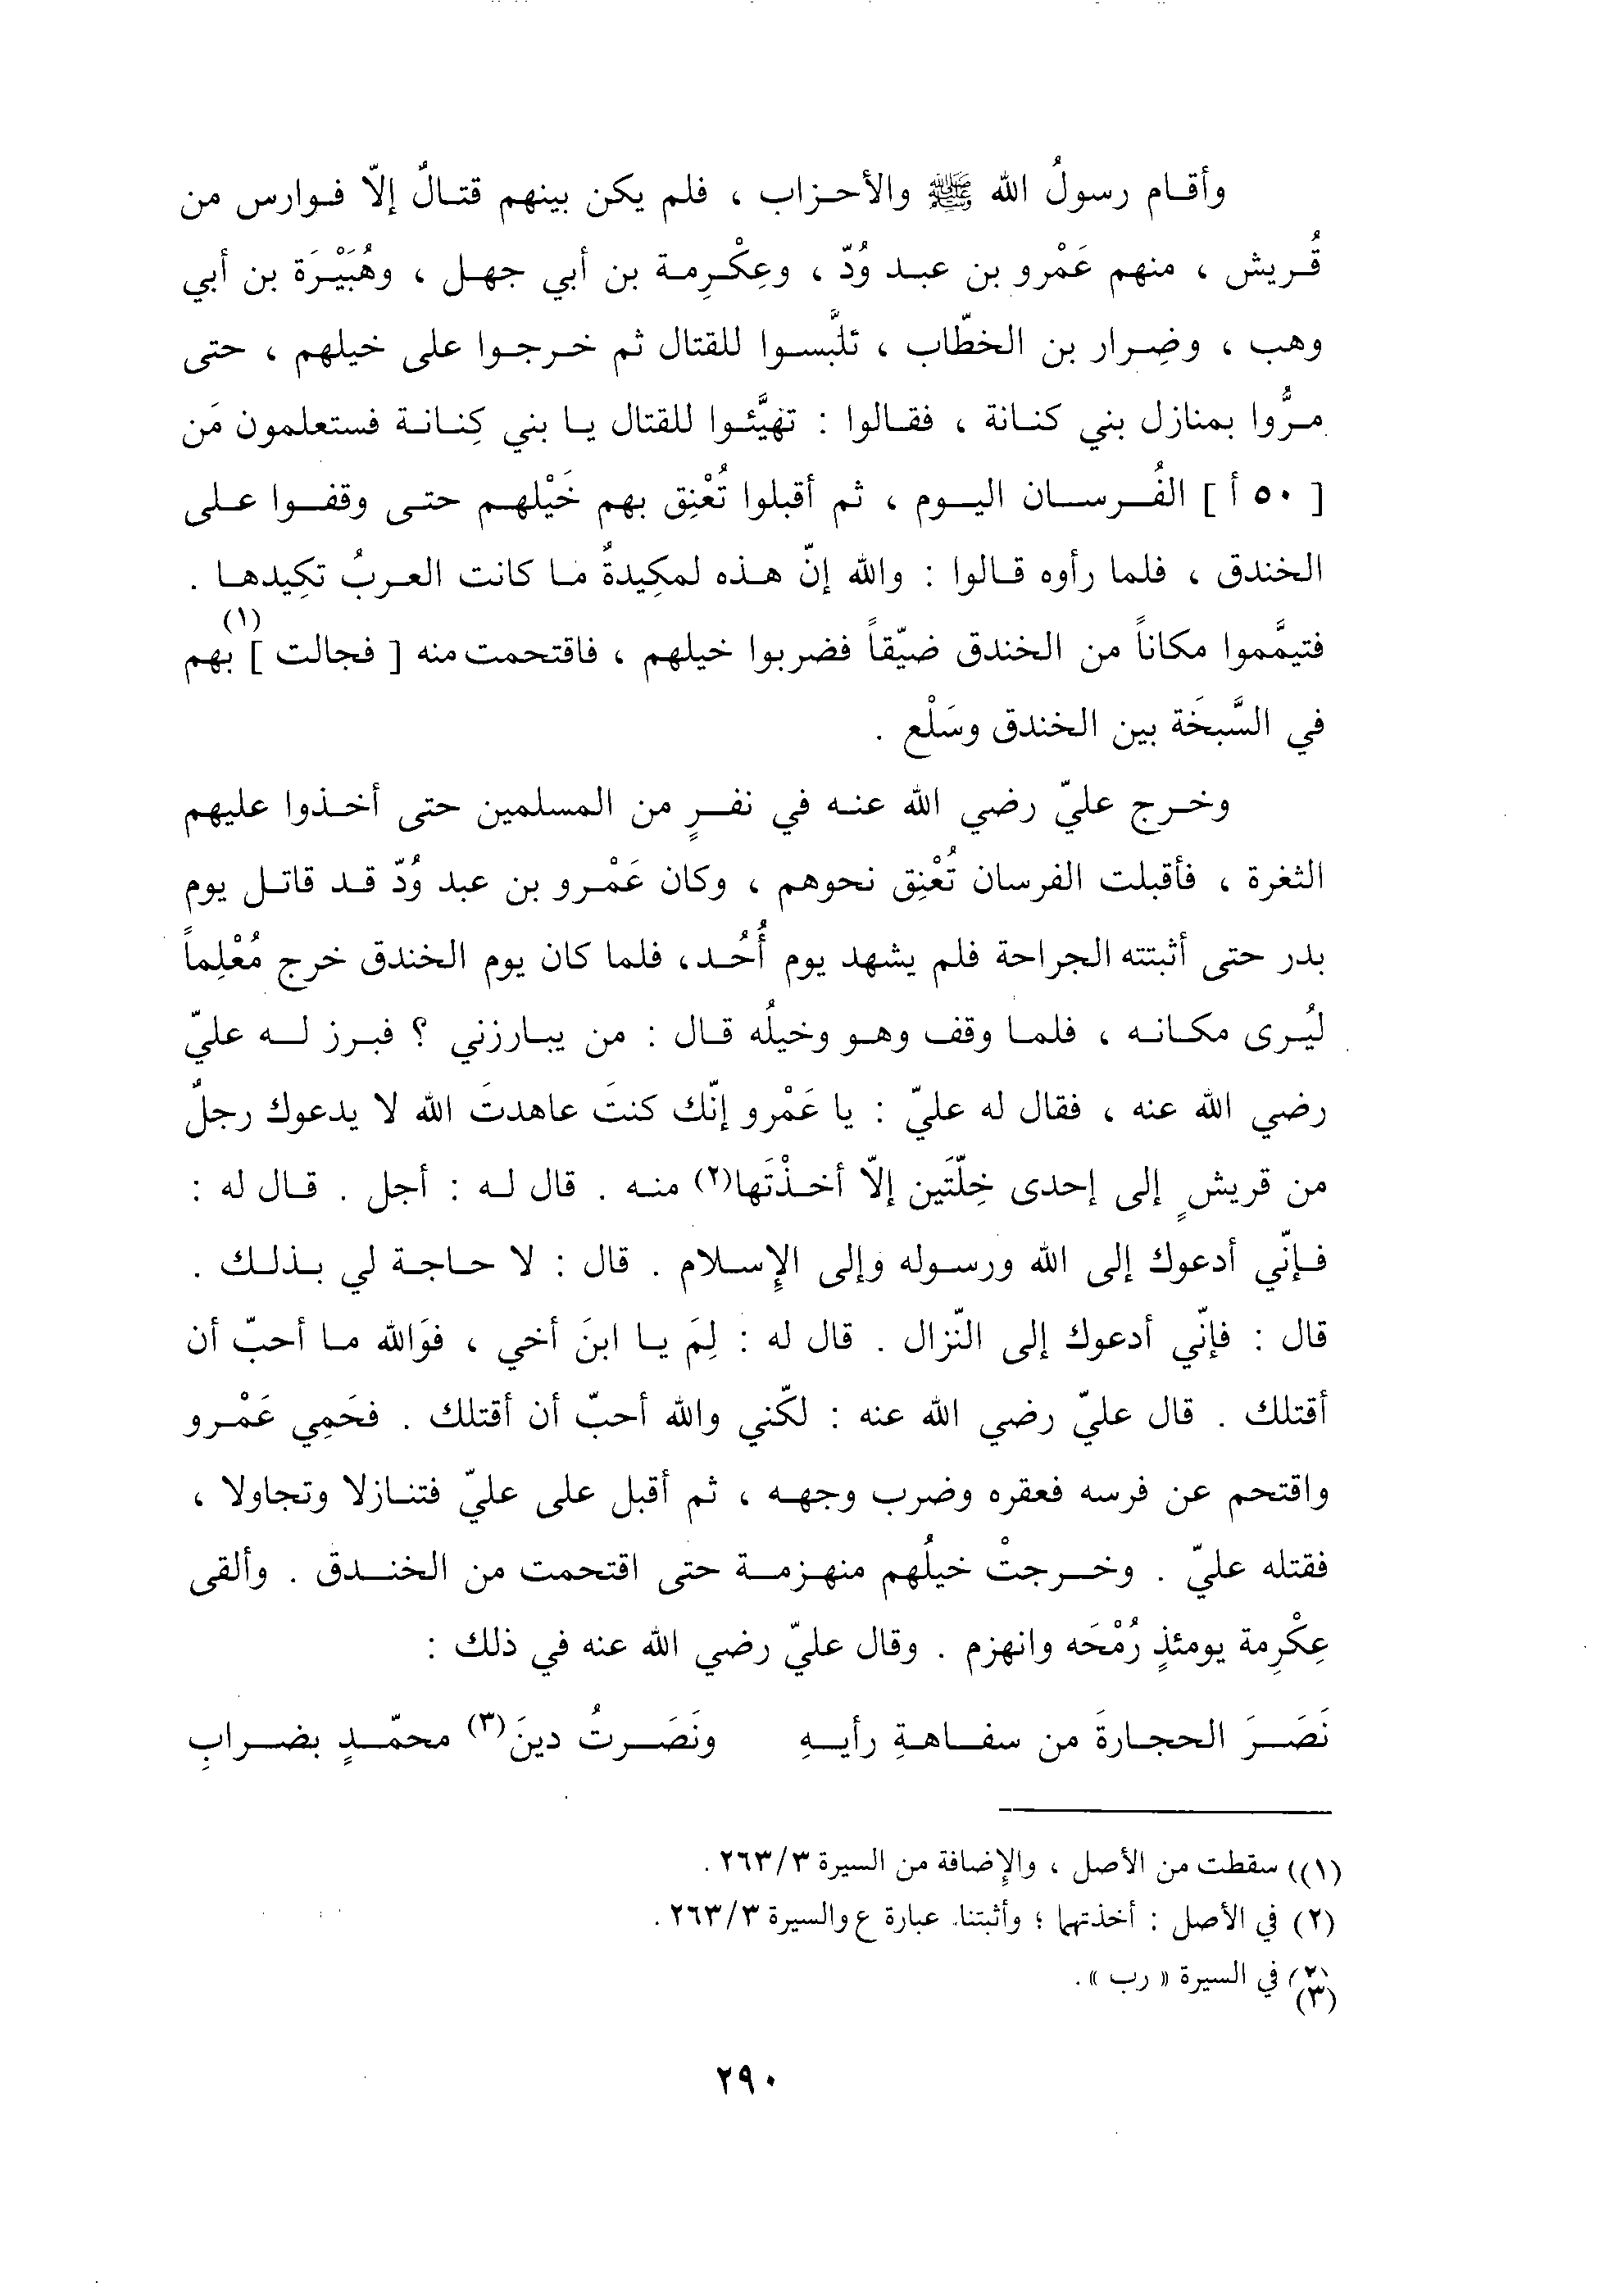 وأقام رسولُ الله ﷺ والأحزاب ، فلم يكن بينهم قتالٌ إلّا فوارس من
قُريش ، منهم عَمْرو بن عبد وُدّ ، وعِكْرِمة بن أبي جهل ، وهُبَيْرَة بن أبي
وهب ، وضِرار بن الخطّاب ، تلبَّسوا للقتال ثم خرجوا على خيلهم ، حتى
مرُّوا بمنازل بني كنانة ، فقالوا : تهيَّئوا للقتال يا بني كِنانة فستعلمون مَن
[ ٥٠ أ ] الفُرسان اليوم ، ثم أقبلوا تُعْنِق بهم خَيْلهم حتى وقفوا على
الخندق ، فلما رأوه قالوا : والله إنّ هذه لمكِيدةٌ ما كانت العربُ تكِيدها .
فتيمَّموا مكاناً من الخندق ضيّقاً فضربوا خيلهم ، فاقتحمت منه [ فجالت ] (١) بهم
في السَّبخَة بين الخندق وسَلْع .
وخرج عليّ رضي الله عنه في نفرٍ من المسلمين حتى أخذوا عليهم
الثغرة ، فأقبلت الفرسان تُعْنِق نحوهم ، وكان عَمْرو بن عبد وُدّ قد قاتل يوم
بدر حتى أثبتته الجراحة فلم يشهد يوم أُحُد، فلما كان يوم الخندق خرج مُعْلِماً
ليُرى مكانه ، فلما وقف وهو وخيلُه قال : من يبارزني ؟ فبرز له عليّ
رضي الله عنه ، فقال له عليّ : يا عَمْرو إنّك كنتَ عاهدتَ الله لا يدعوك رجلٌ
من قريشٍ إلى إحدى خِلّتَين إلّا أخذْتَها(٢) منه . قال له : أجل . قال له :
فإنّي أدعوك إلى الله ورسوله وإلى الإسلام . قال : لا حاجة لي بذلك .
قال : فإنّي أدعوك إلى النّزال . قال له : لِمَ يا ابنَ أخي ، فوَالله ما أحبّ أن
أقتلك . قال عليّ رضي الله عنه : لكّني والله أحبّ أن أقتلك . فحَمِي عَمْرو
واقتحم عن فرسه فعقره وضرب وجهه ، ثم أقبل على عليّ فتنازلا وتجاولا ،
فقتله عليّ . وخرجتْ خيلُهم منهزمة حتى اقتحمت من الخندق . وألقى
عِكْرِمة يومئذٍ رُمْحَه وانهزم . وقال عليّ رضي الله عنه في ذلك :
نَصَرَ الحجارةَ من سفاهةِ رأيهِ ونَصَرتُ دينَ(٣) محمّدٍ بضرابِ
(١)) سقطت من الأصل ، والإضافة من السيرة ٢٦٣/٣ .
(٢) في الأصل : أخذتهما ؛ وأثبتنا عبارة ع والسيرة ٢٦٣/٣ .
(٣) في السيرة « رب » .
٢٩٠